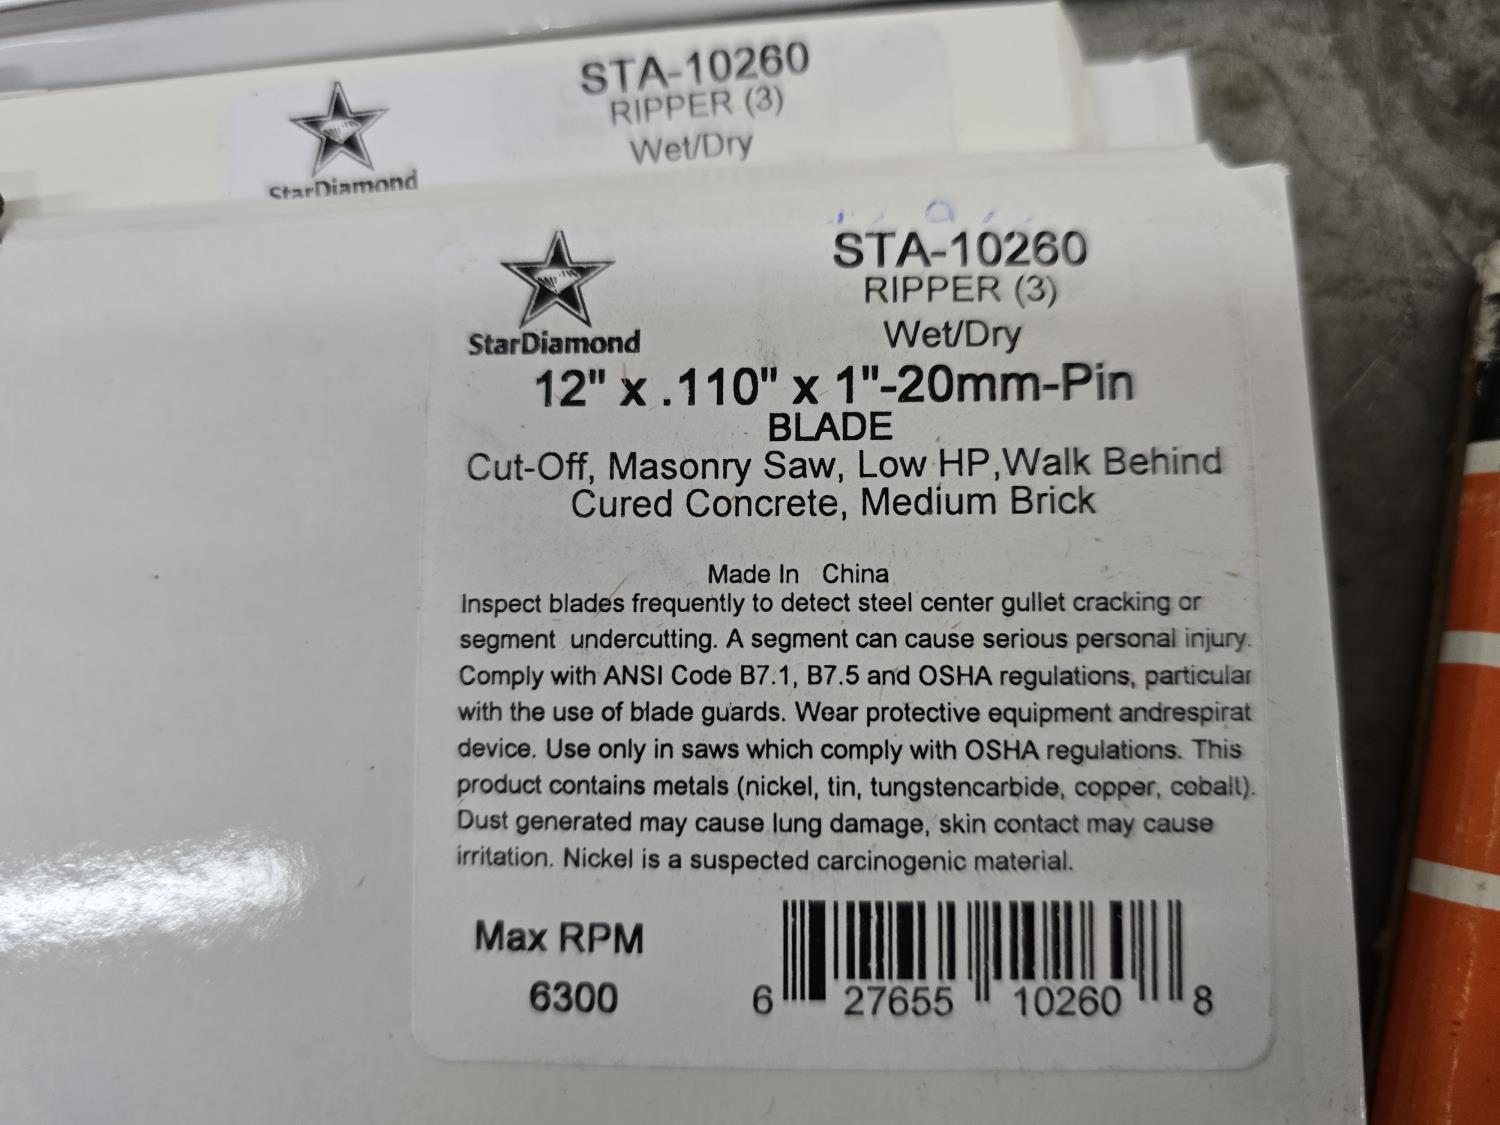 STA-10260
RIPPER (3)
Wet/Dry
StarDiamond
STA-10260
RIPPER (3)
Wet/Dry
StarDiamond
12" x .110" x 1"-20mm-Pin
BLADE
Cut-Off, Masonry Saw, Low HP,Walk Behind
Cured Concrete, Medium Brick
Made In China
Inspect blades frequently to detect steel center gullet cracking or
segment undercutting. A segment can cause serious personal injury.
Comply with ANSI Code B7.1, B7.5 and OSHA regulations, particular
with the use of blade guards. Wear protective equipment andrespirat
device. Use only in saws which comply with OSHA regulations. This
product contains metals (nickel, tin, tungstencarbide, copper, cobalt).
Dust generated may cause lung damage, skin contact may cause
irritation. Nickel is a suspected carcinogenic material.
Max RPM
6300
6 27655 10260 8